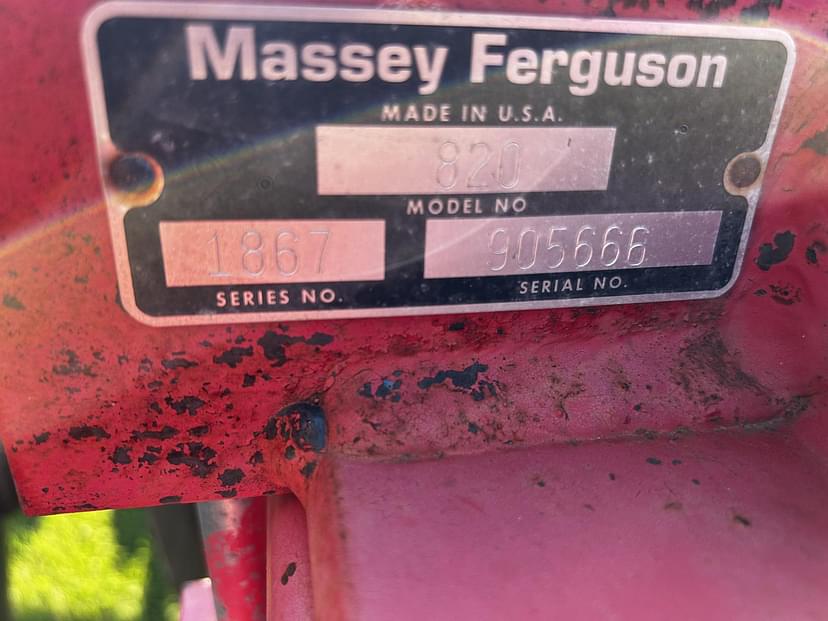 Massey Ferguson
MADE IN U.S.A.
820
MODEL NO
1867 905666
SERIES NO. SERIAL NO.